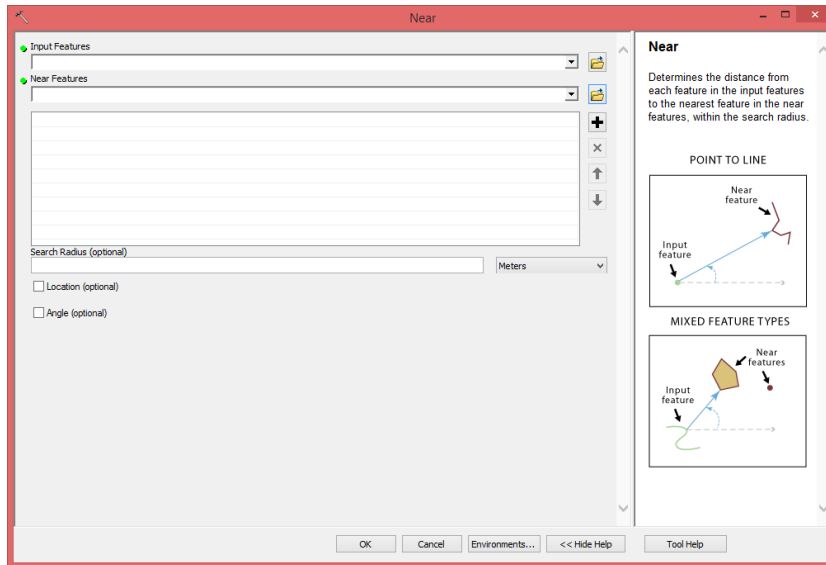 Near
Input Features
Near Features
Search Radius (optional)
Meters
Location (optional)
Angle (optional)
OK
Cancel
Environments...
<< Hide Help
Near
Determines the distance from
each feature in the input features
to the nearest feature in the near
features, within the search radius.
POINT TO LINE
Near
feature
Input
feature
MIXED FEATURE TYPES
Near
features
Input
feature
Tool Help